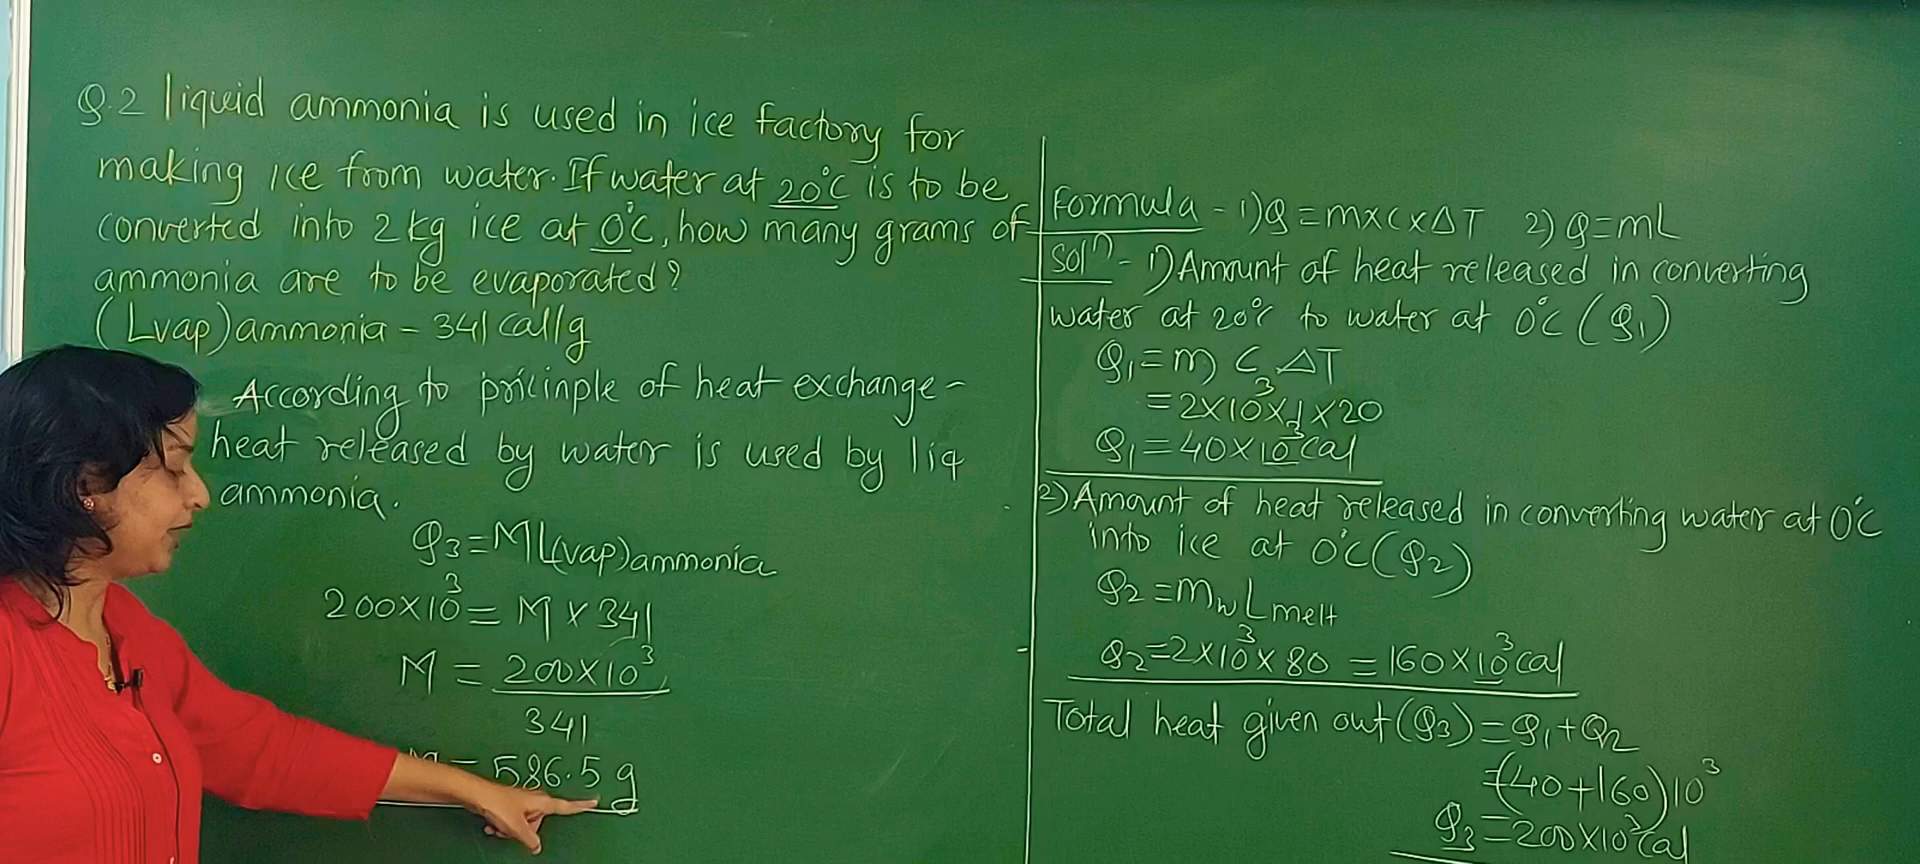 Q.2 liquid ammonia is used in ice factory for
making ice from water. If water at 20°C is to be
converted into 2 kg ice at 0°C, how many grams of
ammonia are to be evaporated?
(Lvap) ammonia - 341 cal/g
According to pricinple of heat exchange -
heat released by water is used by liq
ammonia.
Q3 = ML(vap)ammonia
200×10³ = M × 341
M = 200×10³
341
= 586.5 g
Formula - 1) Q = m×c×ΔT 2) Q = mL
Solⁿ - 1) Amount of heat released in converting
water at 20°C to water at 0°C (Q1)
Q1 = m C ΔT
= 2×10³×1×20
Q1 = 40×10³ cal
2) Amount of heat released in converting water at 0°C
into ice at 0°C (Q2)
Q2 = mw Lmelt
Q2 = 2×10³×80 = 160×10³ cal
Total heat given out (Q3) = Q1 + Q2
= (40+160)10³
Q3 = 200×10³ cal